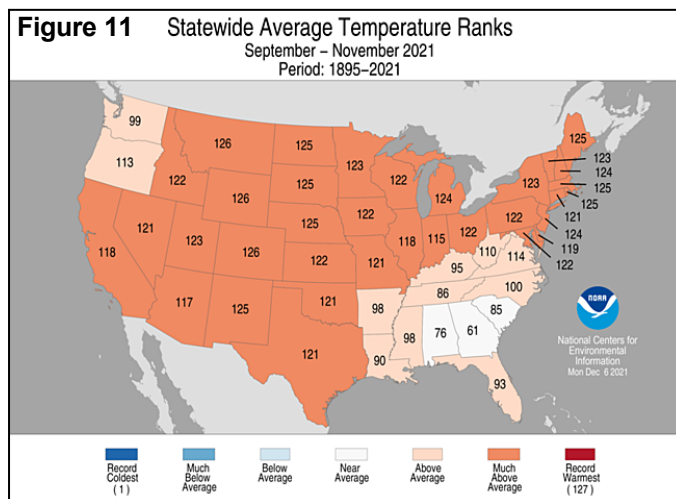 Figure 11
Statewide Average Temperature Ranks
September – November 2021
Period: 1895–2021
99
126
125
123
125
113
123
122
124
122
125
124
123
125
126
125
121
122
124
121
123
125
122
122
119
118
126
118
115
122
122
110
114
121
95
117
125
121
98
86
100
85
98
76
61
121
90
93
NOAA
National Centers for
Environmental
Information
Mon Dec 6 2021
Record
Coldest
( 1 )
Much
Below
Average
Below
Average
Near
Average
Above
Average
Much
Above
Average
Record
Warmest
( 127 )